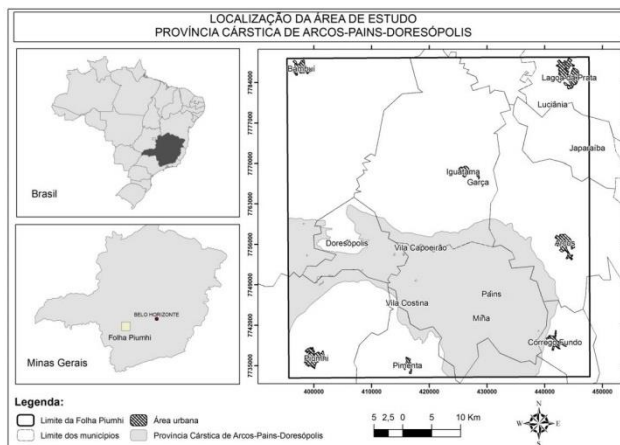 LOCALIZAÇÃO DA ÁREA DE ESTUDO
PROVÍNCIA CÁRSTICA DE ARCOS-PAINS-DORESÓPOLIS
Brasil
BELO HORIZONTE
Folha Piumhi
Minas Gerais
7784000
7777000
7770000
7763000
7756000
7749000
7742000
7735000
Bambuí
Lagoa da Prata
Luciânia
Japaraíba
Iguatama
Garça
Doresópolis
Vila Capoeirão
Arcos
Pains
Vila Costina
Mina
Córrego Fundo
Piumhi
Pimenta
400000
410000
420000
430000
440000
450000
Legenda:
Limite da Folha Piumhi
Área urbana
Limite dos municípios
Província Cárstica de Arcos-Pains-Doresópolis
5 2,5 0 5 10 Km
N
W E
S